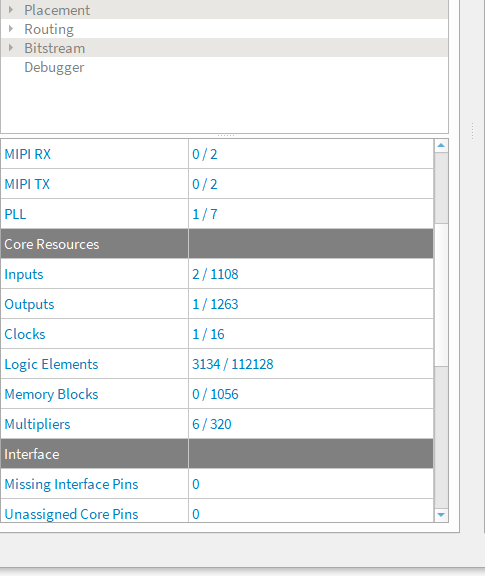 Placement
Routing
Bitstream
Debugger
MIPI RX 0 / 2
MIPI TX 0 / 2
PLL 1 / 7
Core Resources
Inputs 2 / 1108
Outputs 1 / 1263
Clocks 1 / 16
Logic Elements 3134 / 112128
Memory Blocks 0 / 1056
Multipliers 6 / 320
Interface
Missing Interface Pins 0
Unassigned Core Pins 0